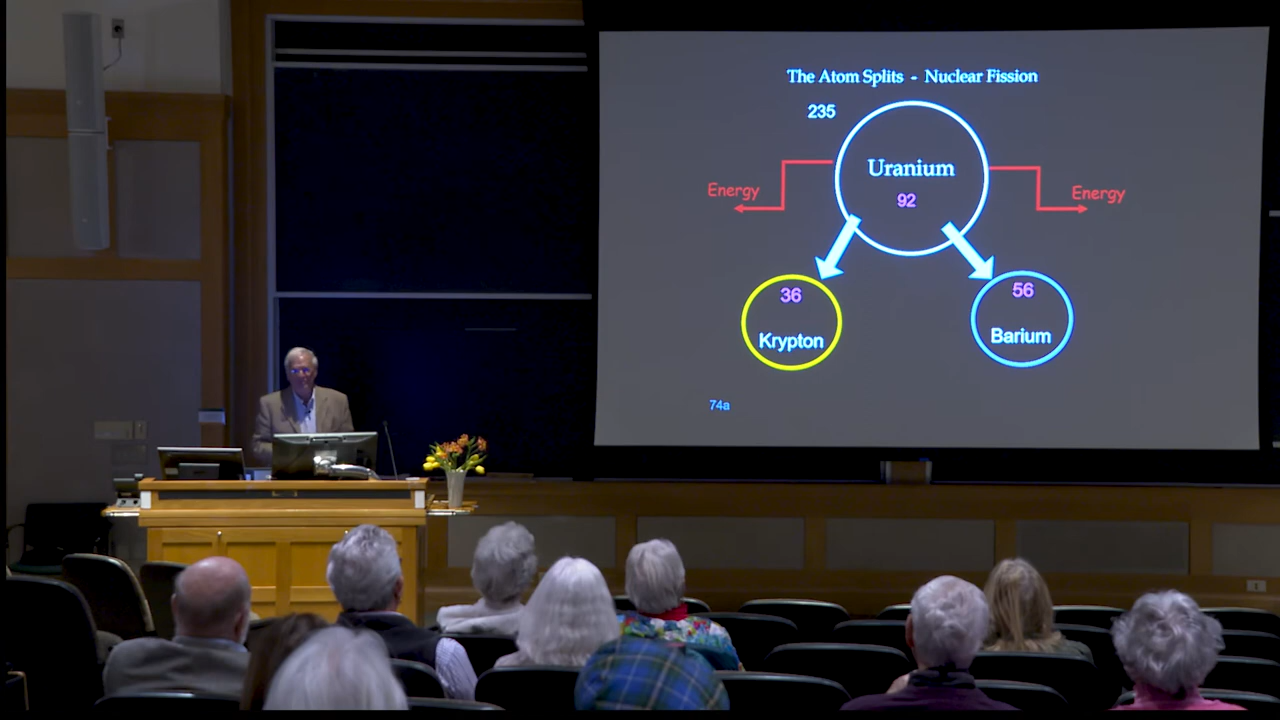 The Atom Splits - Nuclear Fission
235
Uranium
92
Energy
Energy
36
Krypton
56
Barium
74a